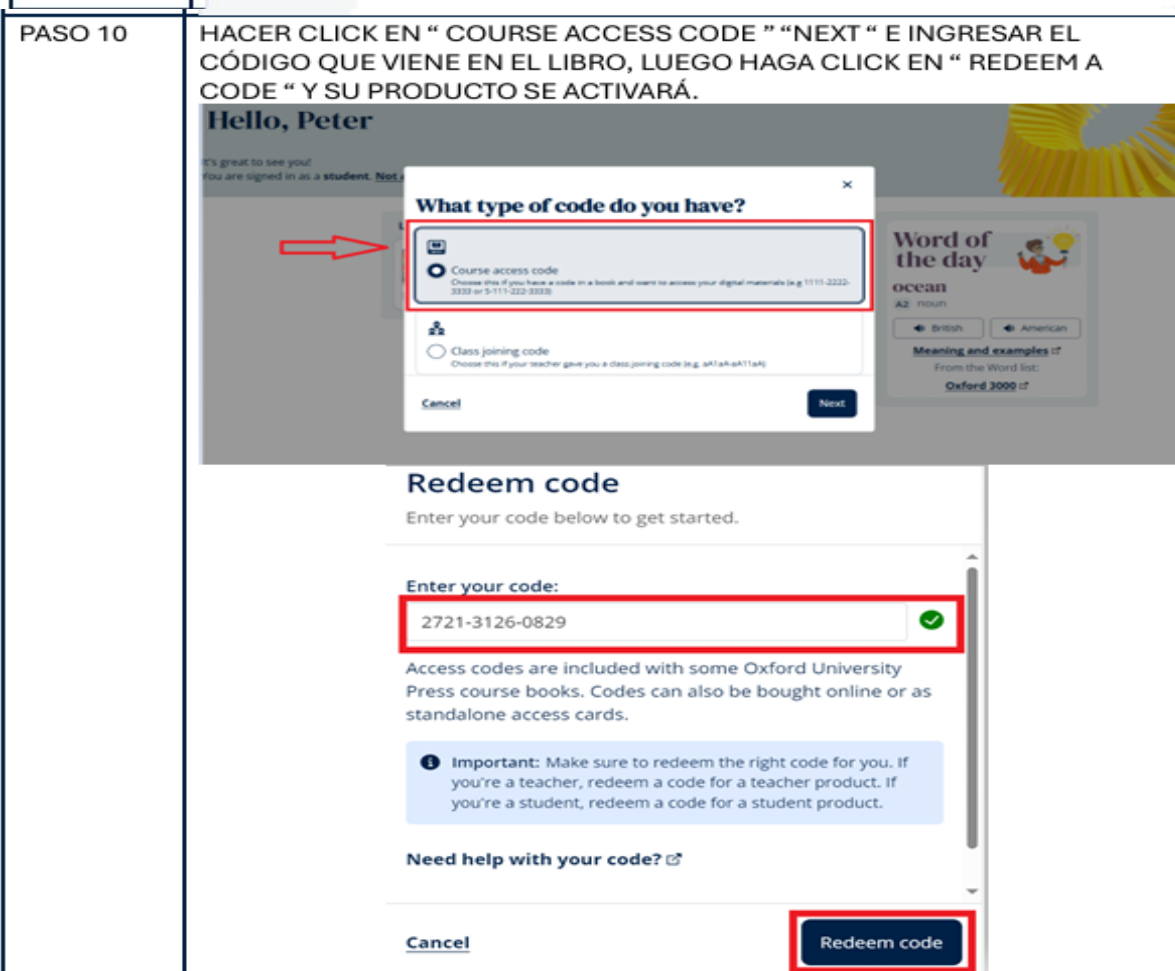 PASO 10
HACER CLICK EN “ COURSE ACCESS CODE ” “NEXT “ E INGRESAR EL
CÓDIGO QUE VIENE EN EL LIBRO, LUEGO HAGA CLICK EN “ REDEEM A
CODE “ Y SU PRODUCTO SE ACTIVARÁ.
Hello, Peter
It's great to see you!
You are signed in as a student. Not
What type of code do you have?
Course access code
Choose this if you have a code in a book and want to access your digital materials (e.g 1111-2222-
3333 or S-111-222-3333)
Class joining code
Choose this if your teacher gave you a class joining code (e.g. aA1aA-aA11aA)
Cancel
Next
Word of
the day
ocean
A2 noun
British
American
Meaning and examples
From the Word list:
Oxford 3000
Redeem code
Enter your code below to get started.
Enter your code:
2721-3126-0829
Access codes are included with some Oxford University
Press course books. Codes can also be bought online or as
standalone access cards.
Important: Make sure to redeem the right code for you. If
you're a teacher, redeem a code for a teacher product. If
you're a student, redeem a code for a student product.
Need help with your code?
Cancel
Redeem code